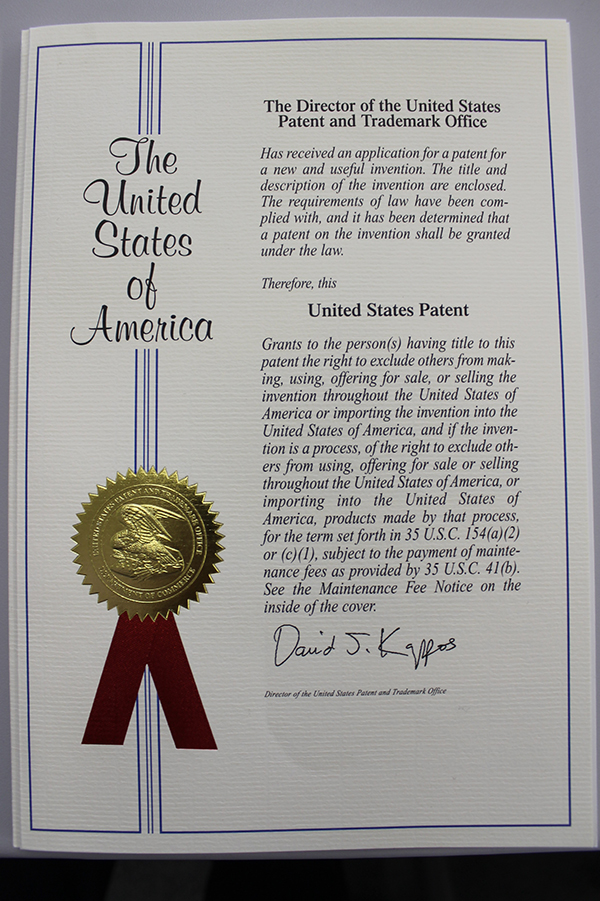 The
United
States
of
America
The Director of the United States
Patent and Trademark Office
Has received an application for a patent for
a new and useful invention. The title and
description of the invention are enclosed.
The requirements of law have been com-
plied with, and it has been determined that
a patent on the invention shall be granted
under the law.
Therefore, this
United States Patent
Grants to the person(s) having title to this
patent the right to exclude others from mak-
ing, using, offering for sale, or selling the
invention throughout the United States of
America or importing the invention into the
United States of America, and if the inven-
tion is a process, of the right to exclude oth-
ers from using, offering for sale or selling
throughout the United States of America, or
importing into the United States of
America, products made by that process,
for the term set forth in 35 U.S.C. 154(a)(2)
or (c)(1), subject to the payment of mainte-
nance fees as provided by 35 U.S.C. 41(b).
See the Maintenance Fee Notice on the
inside of the cover.
David J. Kappos
Director of the United States Patent and Trademark Office
UNITED STATES PATENT AND TRADEMARK OFFICE
DEPARTMENT OF COMMERCE